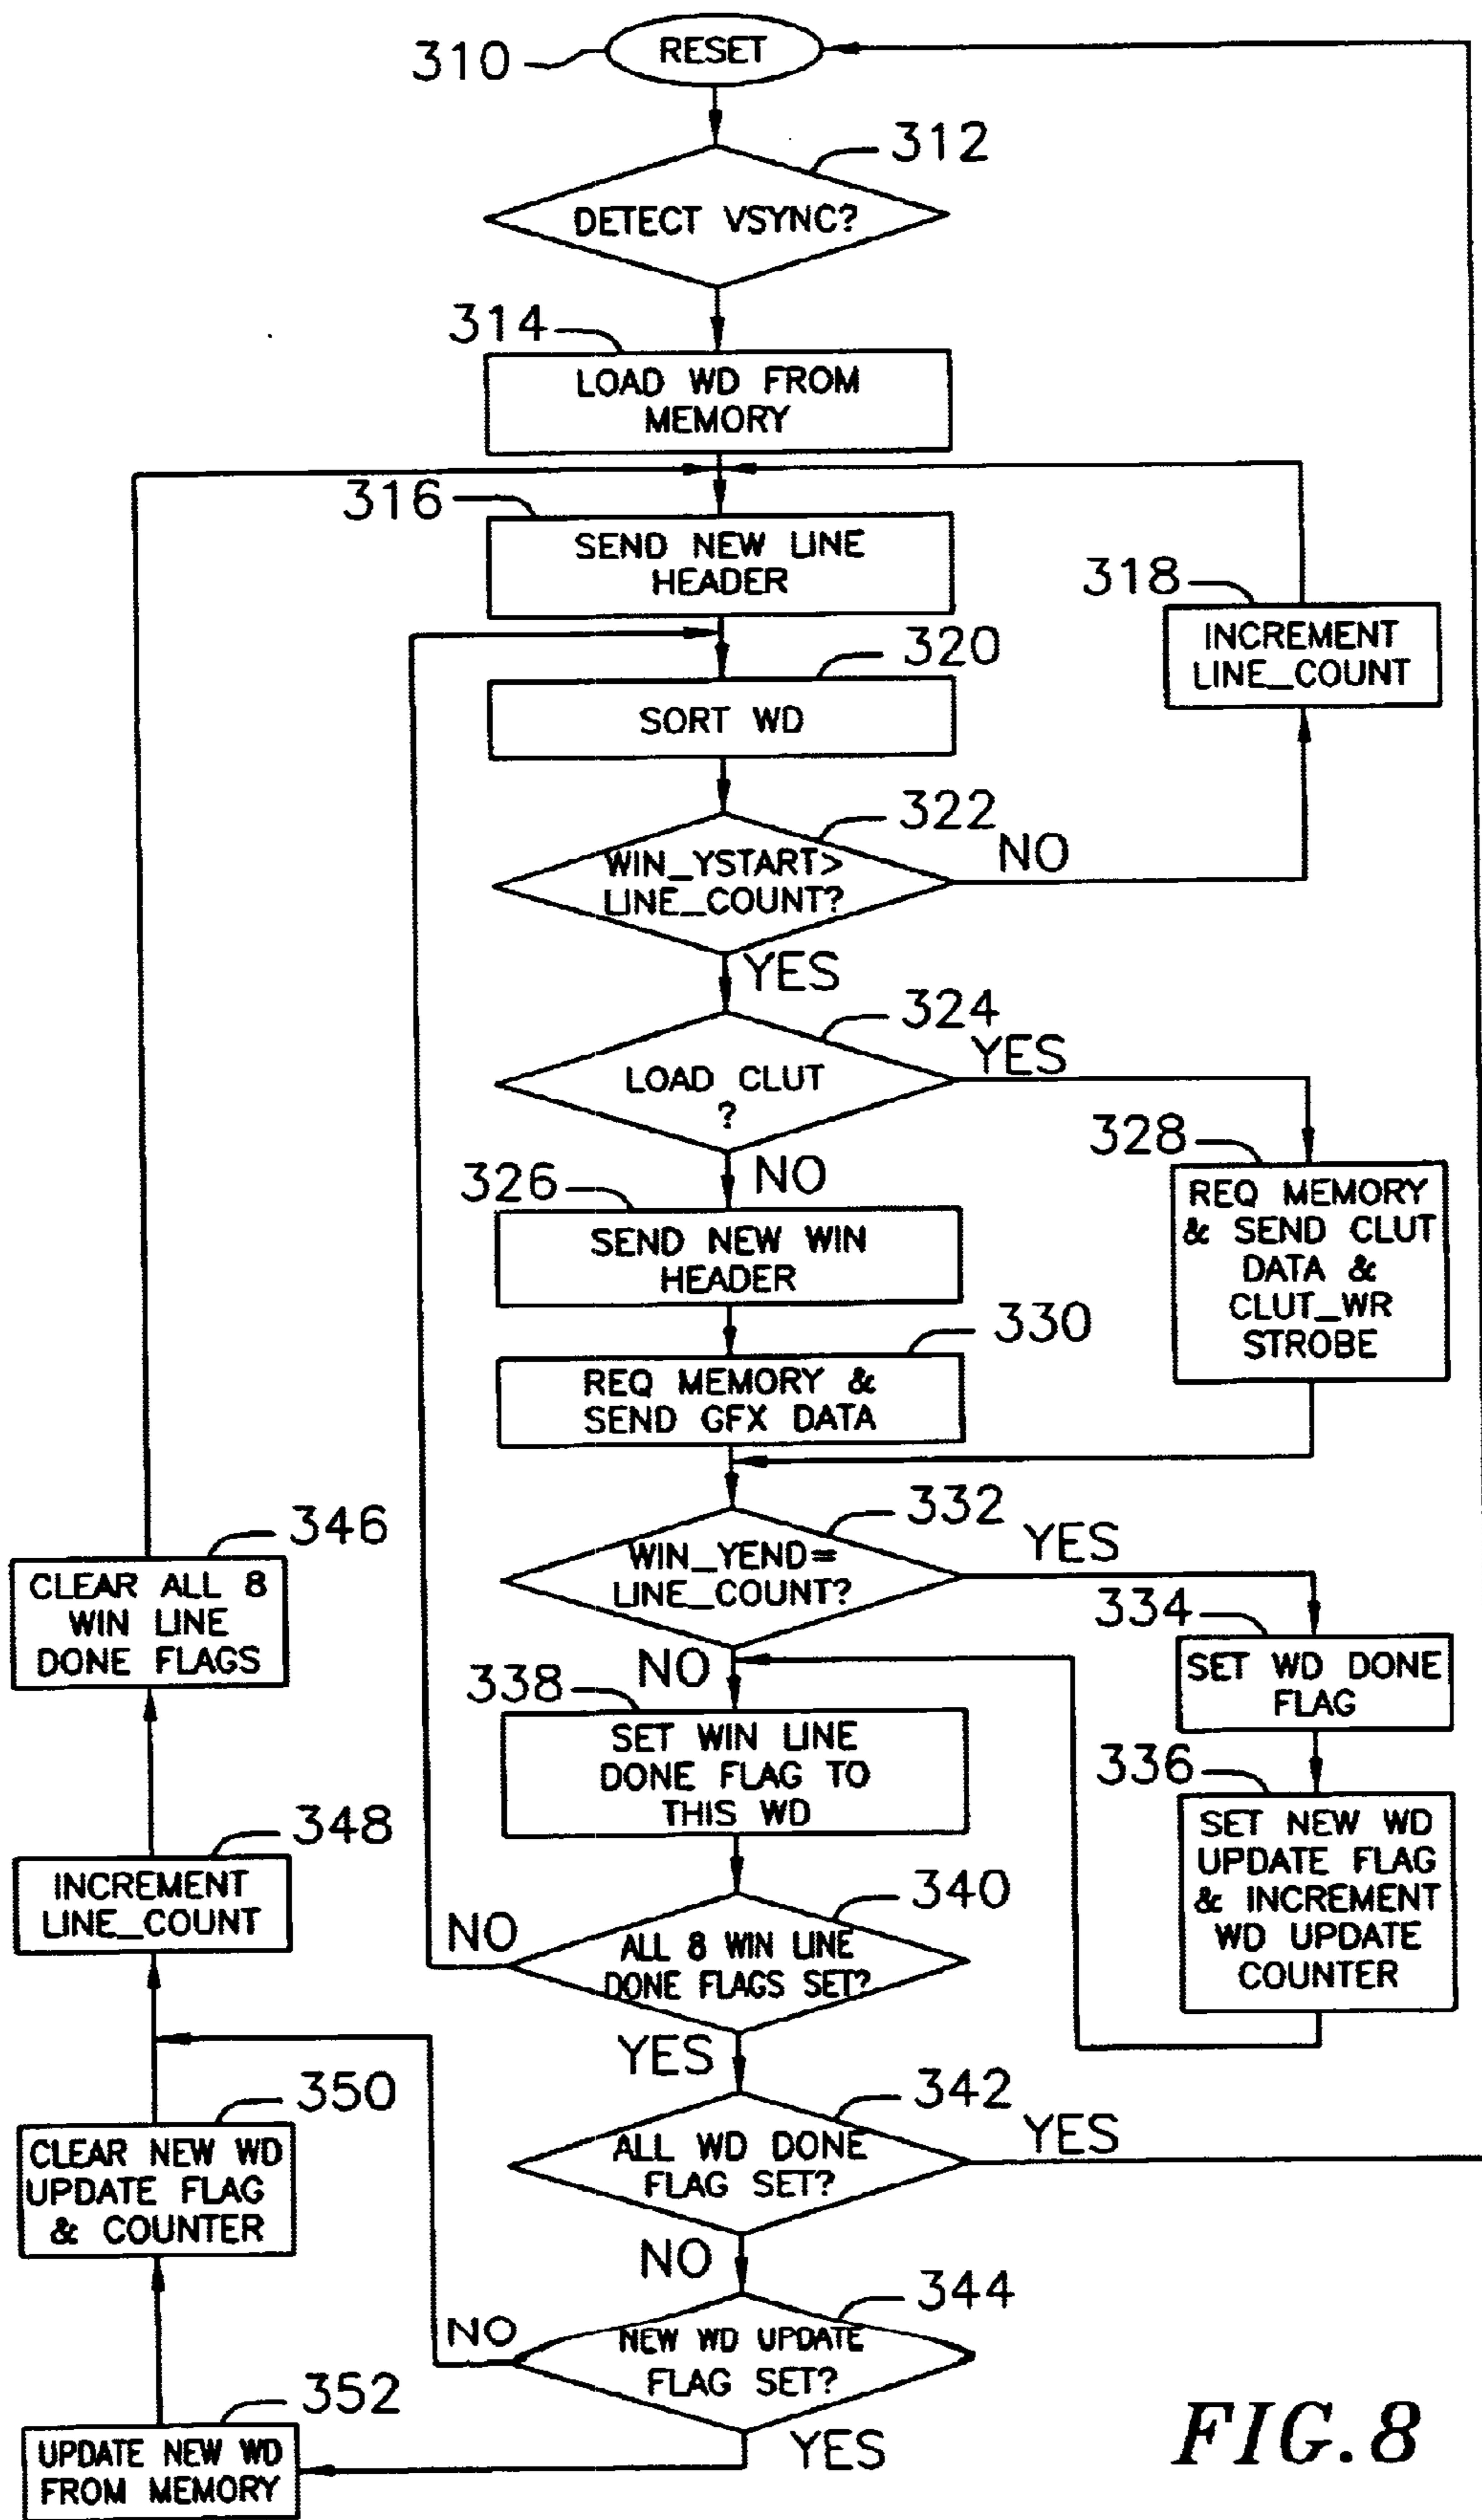 310
RESET
312
DETECT VSYNC?
314
LOAD WD FROM
MEMORY
316
SEND NEW LINE
HEADER
318
INCREMENT
LINE_COUNT
320
SORT WD
322
WIN_YSTART>
LINE_COUNT?
NO
YES
324
LOAD CLUT
?
YES
NO
326
SEND NEW WIN
HEADER
328
REQ MEMORY
& SEND CLUT
DATA &
CLUT_WR
STROBE
330
REQ MEMORY &
SEND GFX DATA
332
WIN_YEND=
LINE_COUNT?
YES
NO
334
SET WD DONE
FLAG
336
SET NEW WD
UPDATE FLAG
& INCREMENT
WD UPDATE
COUNTER
338
SET WIN LINE
DONE FLAG TO
THIS WD
340
ALL 8 WIN LINE
DONE FLAGS SET?
NO
YES
342
ALL WD DONE
FLAG SET?
YES
NO
344
NEW WD UPDATE
FLAG SET?
NO
YES
346
CLEAR ALL 8
WIN LINE
DONE FLAGS
348
INCREMENT
LINE_COUNT
350
CLEAR NEW WD
UPDATE FLAG
& COUNTER
352
UPDATE NEW WD
FROM MEMORY
FIG.8